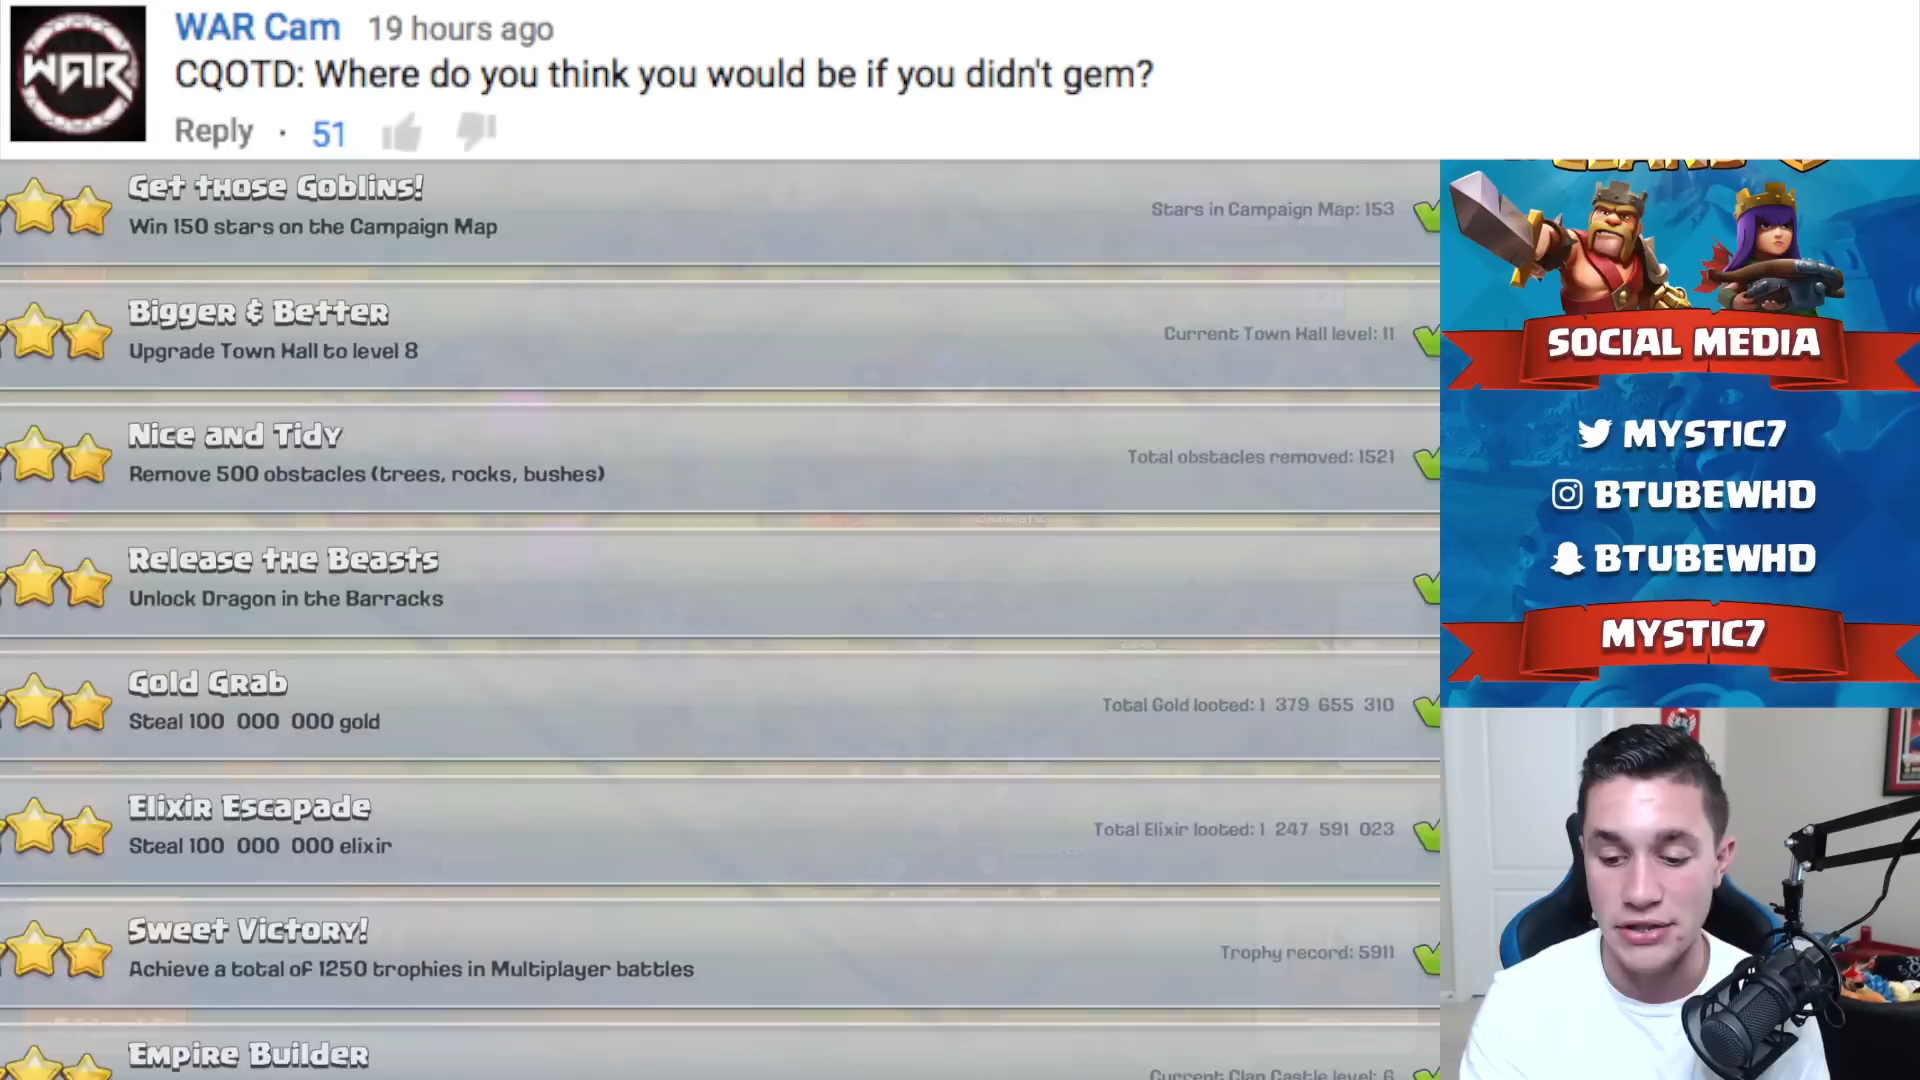 WAR
WAR Cam 19 hours ago
CQOTD: Where do you think you would be if you didn't gem?
Reply · 51
Get those Goblins!
Win 150 stars on the Campaign Map
Stars in Campaign Map: 153
Bigger & Better
Upgrade Town Hall to level 8
Current Town Hall level: 11
Nice and Tidy
Remove 500 obstacles (trees, rocks, bushes)
Total obstacles removed: 1521
Release the Beasts
Unlock Dragon in the Barracks
Gold Grab
Steal 100 000 000 gold
Total Gold looted: 1 379 655 310
Elixir Escapade
Steal 100 000 000 elixir
Total Elixir looted: 1 247 591 023
Sweet Victory!
Achieve a total of 1250 trophies in Multiplayer battles
Trophy record: 5911
Empire Builder
Current Clan Castle level: 6
SOCIAL MEDIA
MYSTIC7
BTUBEWHD
BTUBEWHD
MYSTIC7